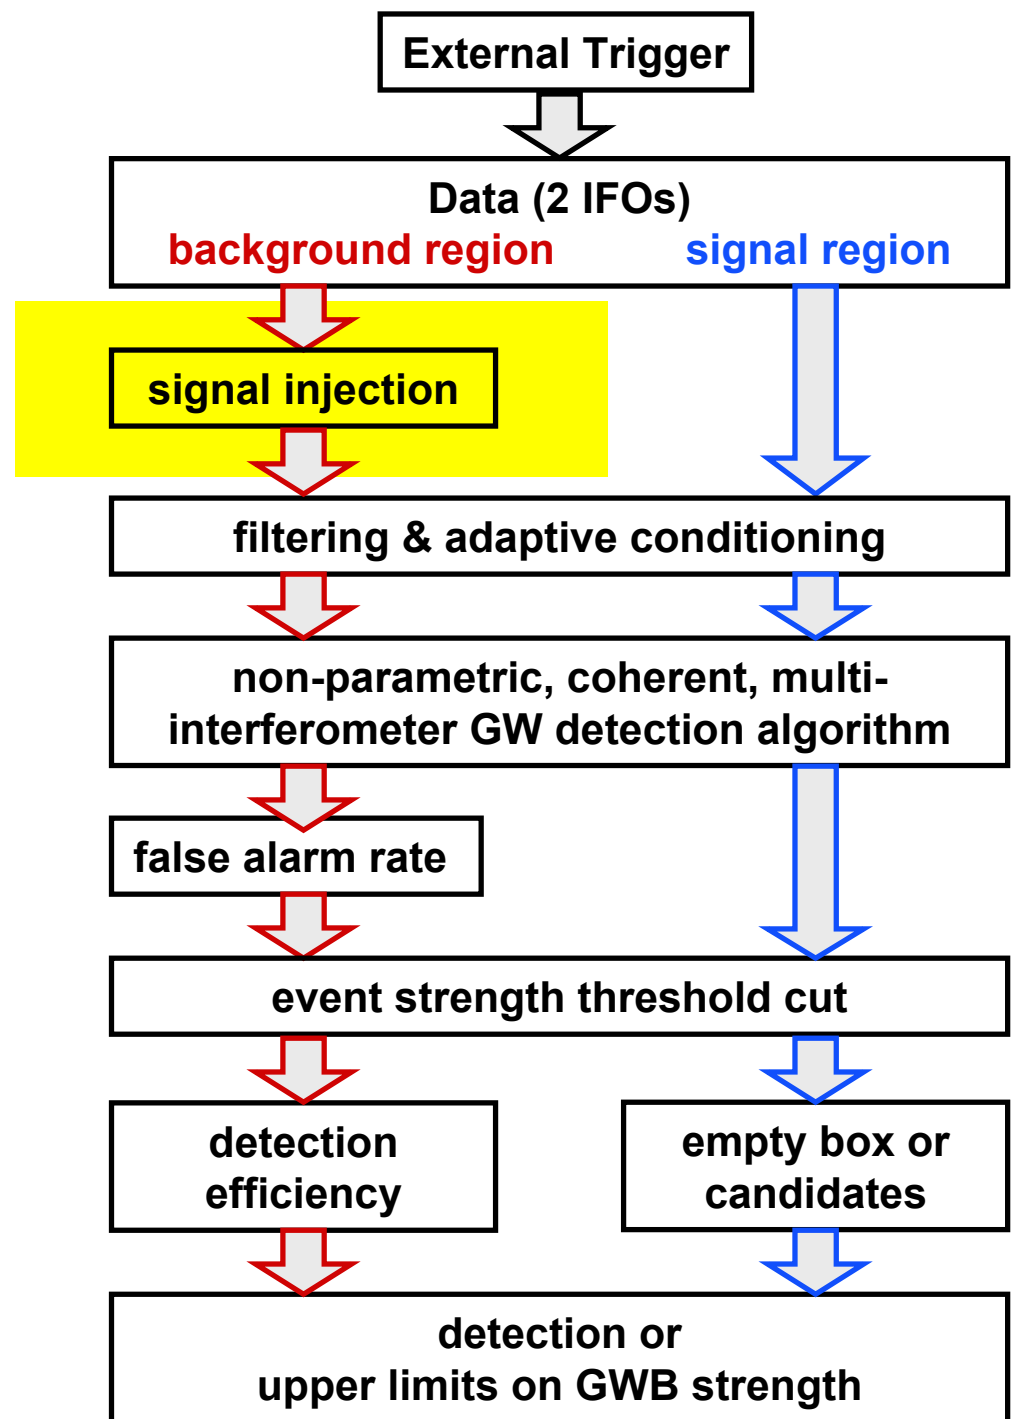 External Trigger
Data (2 IFOs)
background region signal region
signal injection
filtering & adaptive conditioning
non-parametric, coherent, multi-
interferometer GW detection algorithm
false alarm rate
event strength threshold cut
detection
efficiency
empty box or
candidates
detection or
upper limits on GWB strength